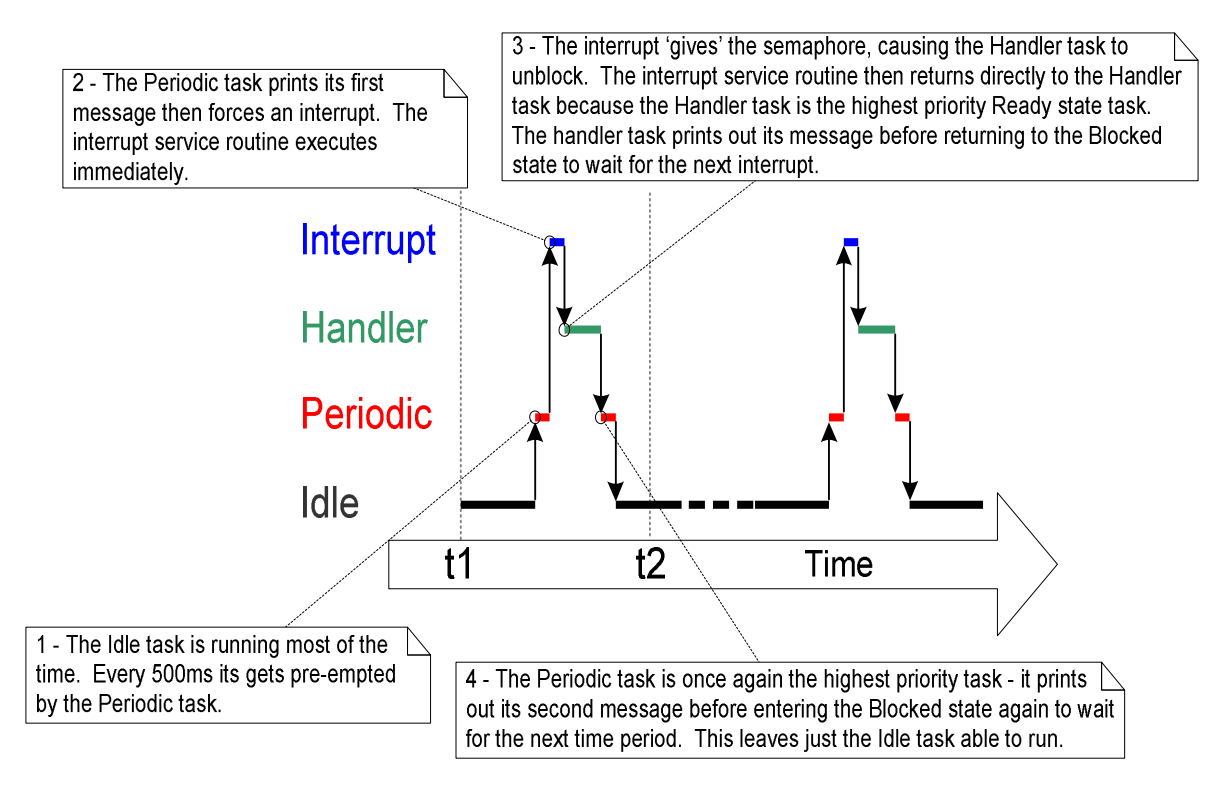 2 - The Periodic task prints its first
message then forces an interrupt.  The
interrupt service routine executes
immediately.
3 - The interrupt ‘gives’ the semaphore, causing the Handler task to
unblock.  The interrupt service routine then returns directly to the Handler
task because the Handler task is the highest priority Ready state task.
The handler task prints out its message before returning to the Blocked
state to wait for the next interrupt.
Interrupt
Handler
Periodic
Idle
t1
t2
Time
1 - The Idle task is running most of the
time.  Every 500ms its gets pre-empted
by the Periodic task.
4 - The Periodic task is once again the highest priority task - it prints
out its second message before entering the Blocked state again to wait
for the next time period.  This leaves just the Idle task able to run.